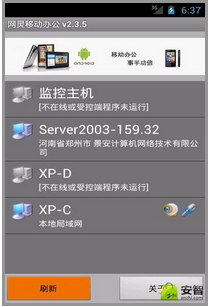 6:37
网灵移动办公 v2.3.5
移动办公
事半功倍
ANDROID
监控主机
[不在线或受控端程序未运行]
Server2003-159.32
河南省郑州市 景安计算机网络技术有限公司
XP-D
[不在线或受控端程序未运行]
XP-C
本地局域网
刷新
关于
安智